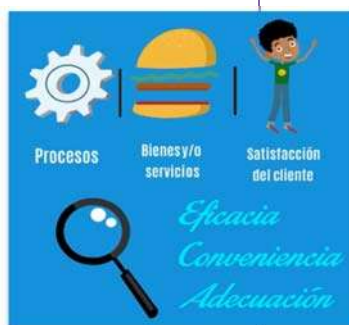 Procesos
Bienes y/o
servicios
Satisfacción
del cliente
Eficacia
Conveniencia
Adecuación